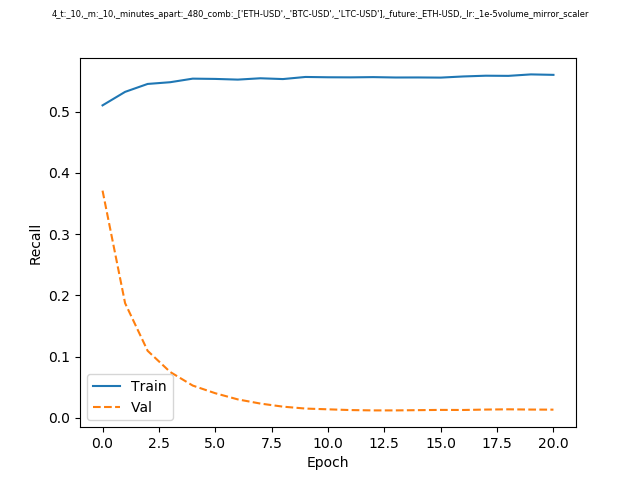 4_t:_10,_m:_10,_minutes_apart:_480_comb:_['ETH-USD',_'BTC-USD',_'LTC-USD'],_future:_ETH-USD,_lr:_1e-5volume_mirror_scaler
0.5
0.4
0.3
0.2
0.1
0.0
Recall
Train
Val
0.0 2.5 5.0 7.5 10.0 12.5 15.0 17.5 20.0
Epoch